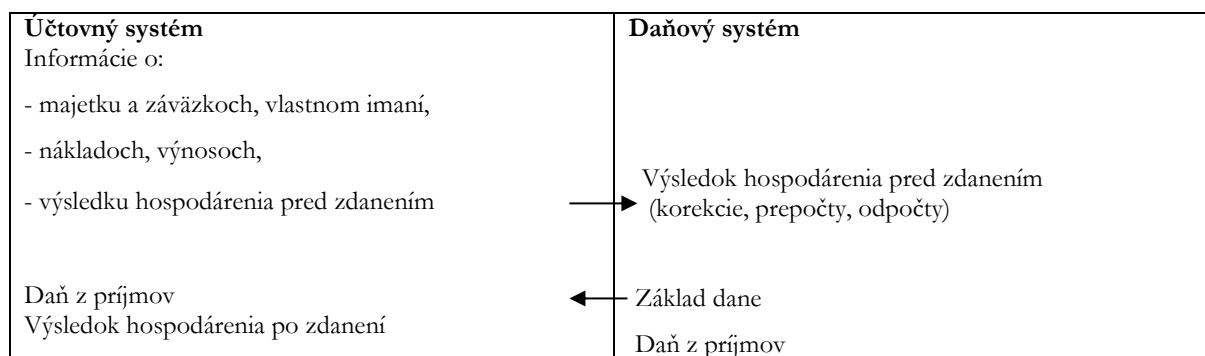 Účtovný systém
Informácie o:
- majetku a záväzkoch, vlastnom imaní,
- nákladoch, výnosoch,
- výsledku hospodárenia pred zdanením
Daň z príjmov
Výsledok hospodárenia po zdanení
Daňový systém
Výsledok hospodárenia pred zdanením
(korekcie, prepočty, odpočty)
Základ dane
Daň z príjmov